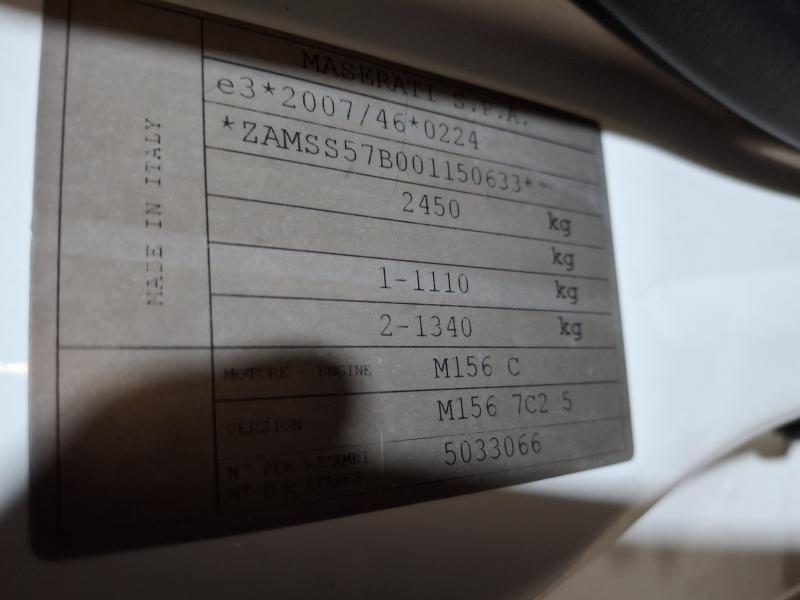 MASERATI S.P.A.
e3*2007/46*0224
*ZAMSS57B001150633*
2450 kg
kg
1-1110 kg
2-1340 kg
MADE IN ITALY
MOTORE - ENGINE M156 C
VERSION M156 7C2 5
N° PER RICAMBI 5033066
N° FOR SPARES